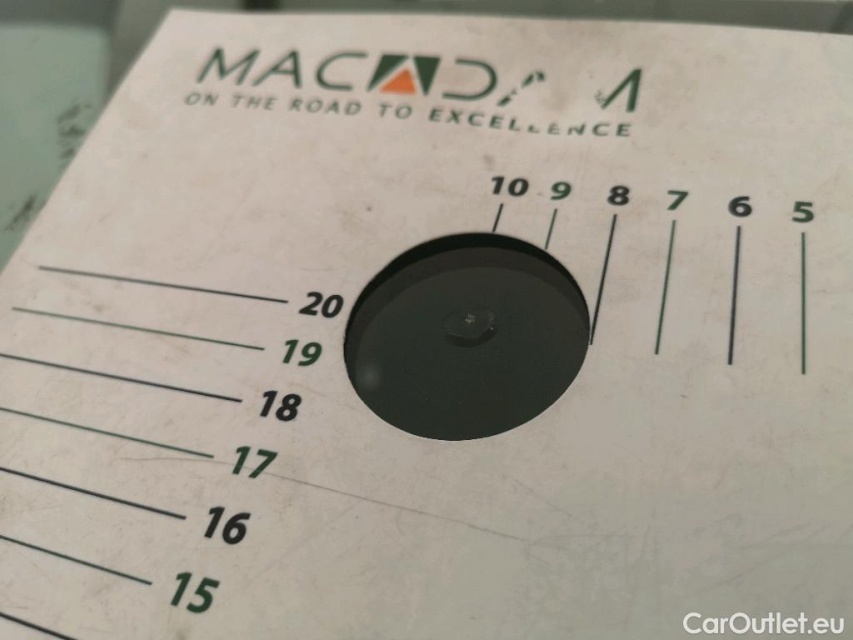 MACADAM
ON THE ROAD TO EXCELLENCE
10 9 8 7 6 5
20
19
18
17
16
15
CarOutlet.eu